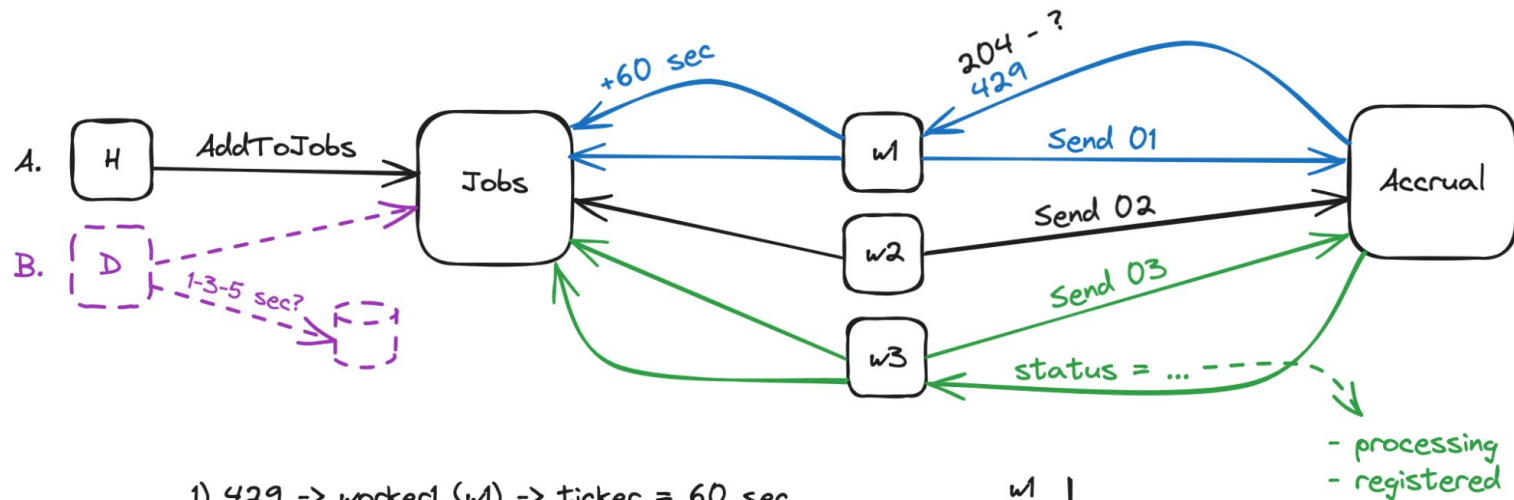 204 - ?
+60 sec
429
A.
H
AddToJobs
Jobs
w1
Send 01
Accrual
Send 02
B.
D
w2
1-3-5 sec?
Send 03
w3
status = ...
- processing
- registered
1) 429 -> worker1 (w1) -> ticker = 60 sec
w1